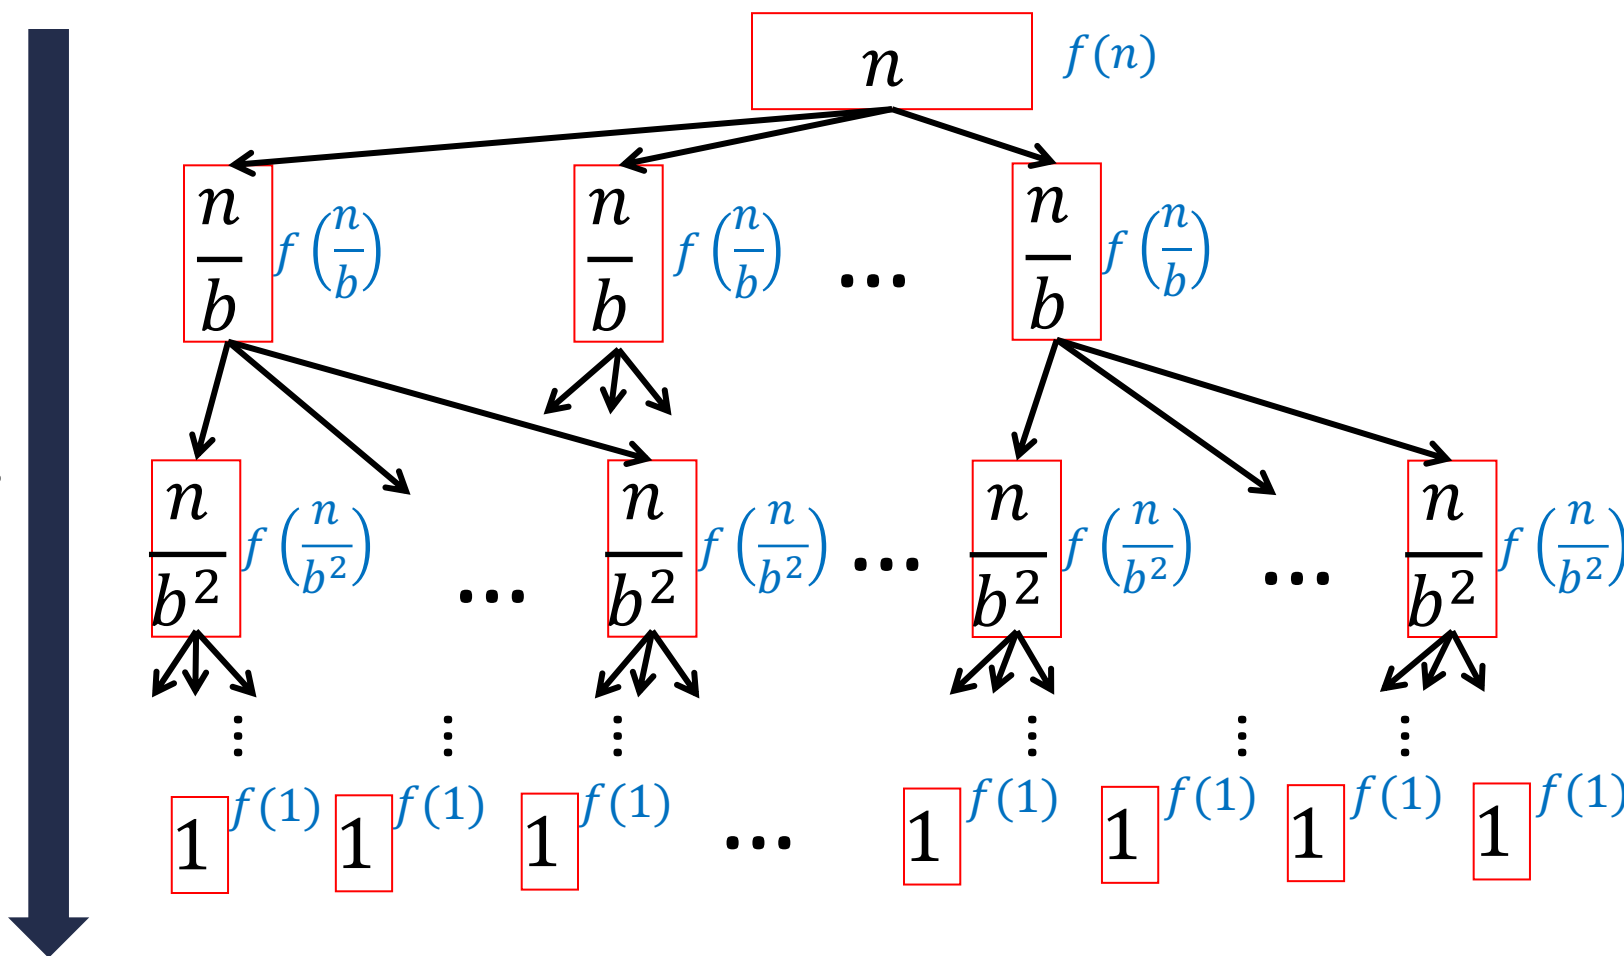 n f(n)
n/b f(n/b) n/b f(n/b) … n/b f(n/b)
n/b² f(n/b²) … n/b² f(n/b²) … n/b² f(n/b²) … n/b² f(n/b²)
⋮ ⋮ ⋮ ⋮ ⋮ ⋮
1 f(1) 1 f(1) 1 f(1) … 1 f(1) 1 f(1) 1 f(1) 1 f(1)